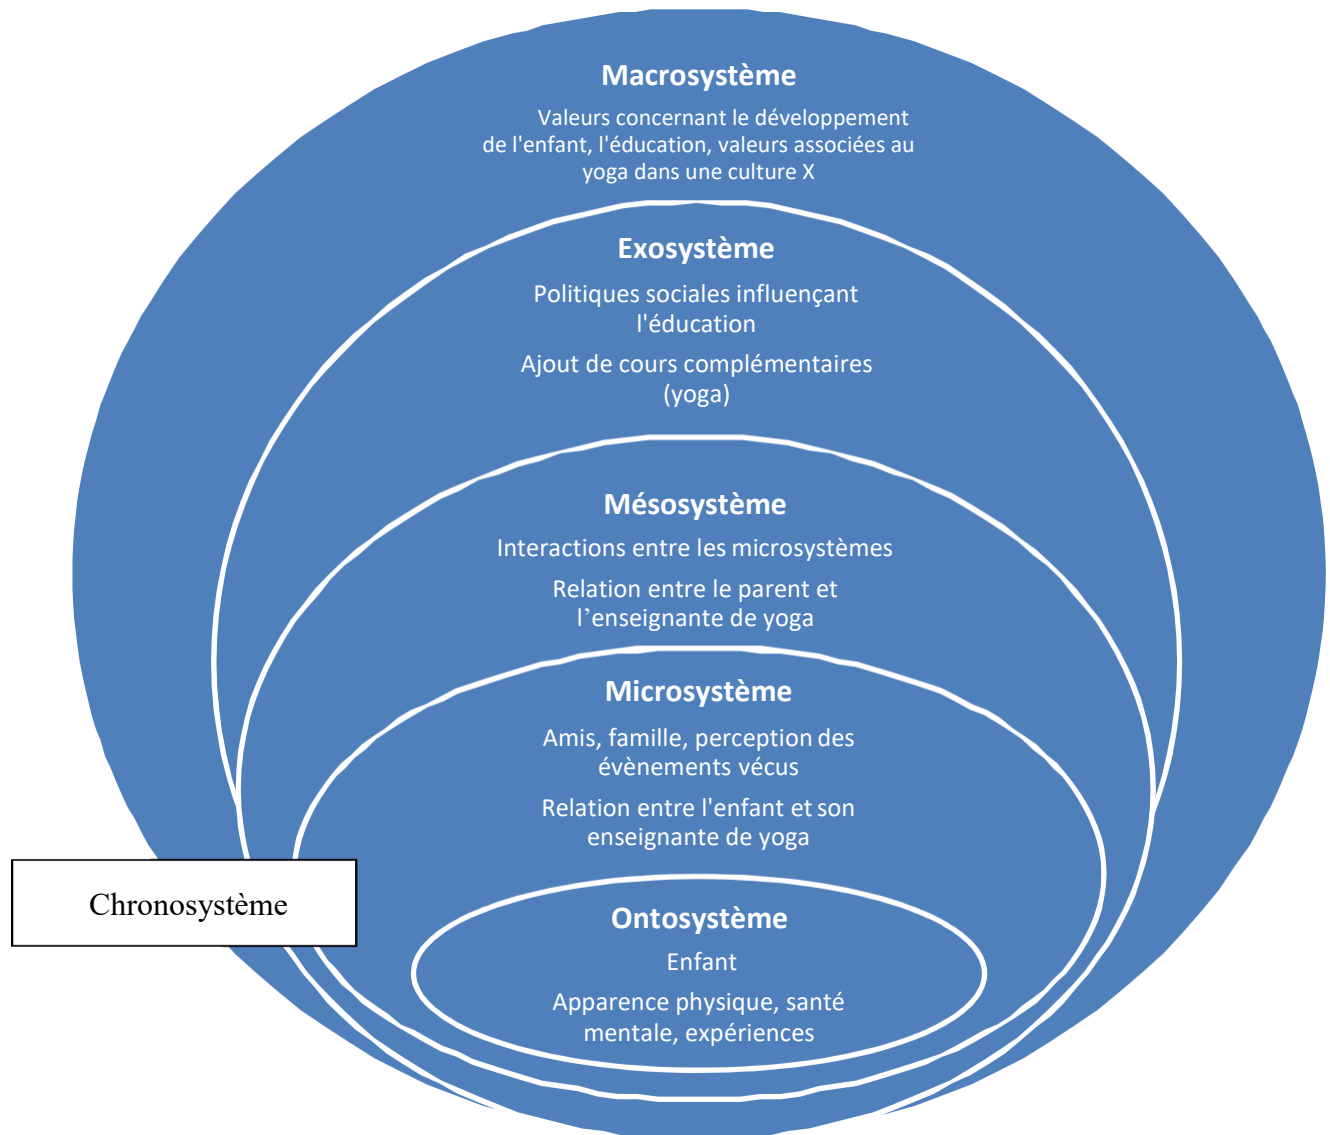 Macrosystème
Valeurs concernant le développement
de l'enfant, l'éducation, valeurs associées au
yoga dans une culture X
Exosystème
Politiques sociales influençant
l'éducation
Ajout de cours complémentaires
(yoga)
Mésosystème
Interactions entre les microsystèmes
Relation entre le parent et
l’enseignante de yoga
Microsystème
Amis, famille, perception des
évènements vécus
Relation entre l'enfant et son
enseignante de yoga
Chronosystème
Ontosystème
Enfant
Apparence physique, santé
mentale, expériences